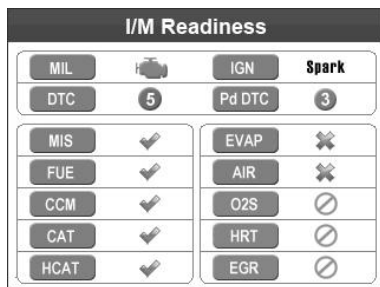 I/M Readiness
MIL IGN Spark
DTC 5 Pd DTC 3
MIS EVAP
FUE AIR
CCM O2S
CAT HRT
HCAT EGR